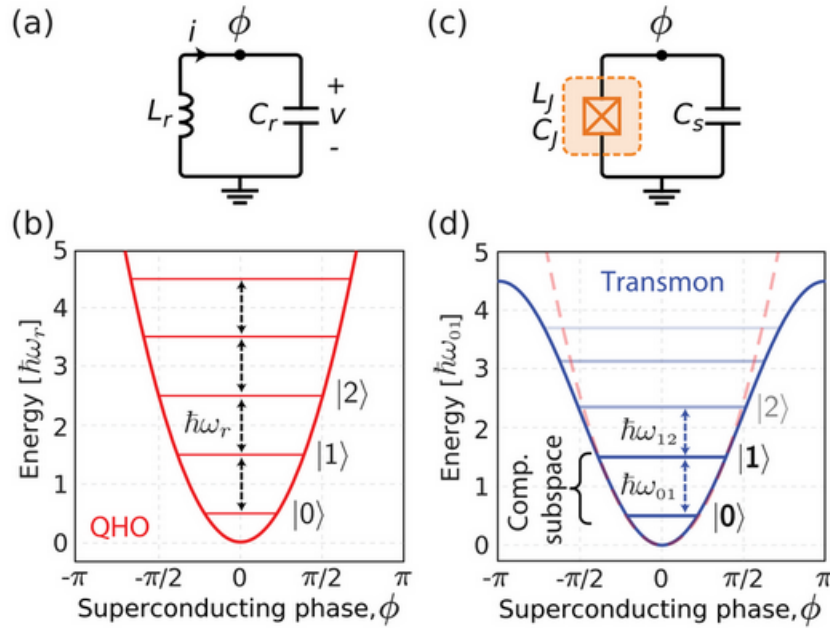 (a)
i
ϕ
L_r
C_r
+
v
-
(c)
ϕ
L_J
C_J
C_s
(b)
5
4
3
2
1
0
Energy [ℏω_r]
ℏω_r
|2⟩
|1⟩
|0⟩
QHO
-π
-π/2
0
π/2
π
Superconducting phase, ϕ
(d)
5
4
3
2
1
0
Energy [ℏω_01]
Transmon
|2⟩
ℏω_12
|1⟩
Comp.
subspace
ℏω_01
|0⟩
-π
-π/2
0
π/2
π
Superconducting phase, ϕ